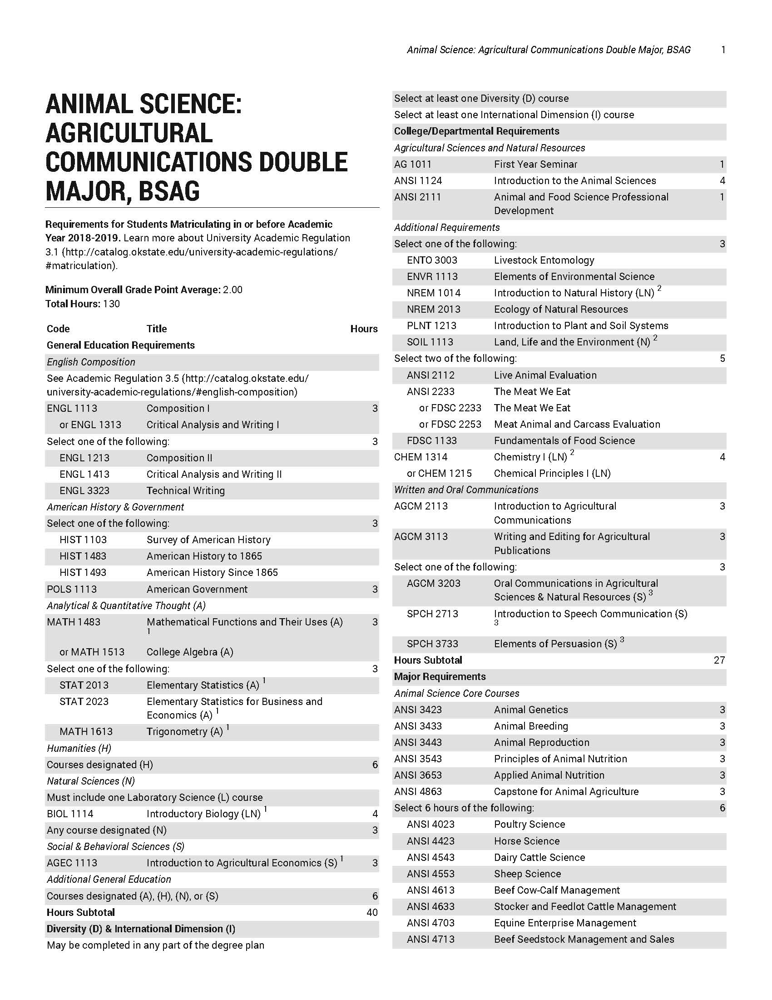 Animal Science: Agricultural Communications Double Major, BSAG 1
ANIMAL SCIENCE:
AGRICULTURAL
COMMUNICATIONS DOUBLE
MAJOR, BSAG
Requirements for Students Matriculating in or before Academic
Year 2018-2019. Learn more about University Academic Regulation
3.1 (http://catalog.okstate.edu/university-academic-regulations/
#matriculation).
Minimum Overall Grade Point Average: 2.00
Total Hours: 130
Code Title Hours
General Education Requirements
English Composition
See Academic Regulation 3.5 (http://catalog.okstate.edu/
university-academic-regulations/#english-composition)
ENGL 1113 Composition I 3
or ENGL 1313 Critical Analysis and Writing I
Select one of the following: 3
ENGL 1213 Composition II
ENGL 1413 Critical Analysis and Writing II
ENGL 3323 Technical Writing
American History & Government
Select one of the following: 3
HIST 1103 Survey of American History
HIST 1483 American History to 1865
HIST 1493 American History Since 1865
POLS 1113 American Government 3
Analytical & Quantitative Thought (A)
MATH 1483 Mathematical Functions and Their Uses (A) 3
1
or MATH 1513 College Algebra (A)
Select one of the following: 3
STAT 2013 Elementary Statistics (A) 1
STAT 2023 Elementary Statistics for Business and
Economics (A) 1
MATH 1613 Trigonometry (A) 1
Humanities (H)
Courses designated (H) 6
Natural Sciences (N)
Must include one Laboratory Science (L) course
BIOL 1114 Introductory Biology (LN) 1 4
Any course designated (N) 3
Social & Behavioral Sciences (S)
AGEC 1113 Introduction to Agricultural Economics (S) 1 3
Additional General Education
Courses designated (A), (H), (N), or (S) 6
Hours Subtotal 40
Diversity (D) & International Dimension (I)
May be completed in any part of the degree plan
Select at least one Diversity (D) course
Select at least one International Dimension (I) course
College/Departmental Requirements
Agricultural Sciences and Natural Resources
AG 1011 First Year Seminar 1
ANSI 1124 Introduction to the Animal Sciences 4
ANSI 2111 Animal and Food Science Professional 1
Development
Additional Requirements
Select one of the following: 3
ENTO 3003 Livestock Entomology
ENVR 1113 Elements of Environmental Science
NREM 1014 Introduction to Natural History (LN) 2
NREM 2013 Ecology of Natural Resources
PLNT 1213 Introduction to Plant and Soil Systems
SOIL 1113 Land, Life and the Environment (N) 2
Select two of the following: 5
ANSI 2112 Live Animal Evaluation
ANSI 2233 The Meat We Eat
or FDSC 2233 The Meat We Eat
or FDSC 2253 Meat Animal and Carcass Evaluation
FDSC 1133 Fundamentals of Food Science
CHEM 1314 Chemistry I (LN) 2 4
or CHEM 1215 Chemical Principles I (LN)
Written and Oral Communications
AGCM 2113 Introduction to Agricultural 3
Communications
AGCM 3113 Writing and Editing for Agricultural 3
Publications
Select one of the following: 3
AGCM 3203 Oral Communications in Agricultural
Sciences & Natural Resources (S) 3
SPCH 2713 Introduction to Speech Communication (S)
3
SPCH 3733 Elements of Persuasion (S) 3
Hours Subtotal 27
Major Requirements
Animal Science Core Courses
ANSI 3423 Animal Genetics 3
ANSI 3433 Animal Breeding 3
ANSI 3443 Animal Reproduction 3
ANSI 3543 Principles of Animal Nutrition 3
ANSI 3653 Applied Animal Nutrition 3
ANSI 4863 Capstone for Animal Agriculture 3
Select 6 hours of the following: 6
ANSI 4023 Poultry Science
ANSI 4423 Horse Science
ANSI 4543 Dairy Cattle Science
ANSI 4553 Sheep Science
ANSI 4613 Beef Cow-Calf Management
ANSI 4633 Stocker and Feedlot Cattle Management
ANSI 4703 Equine Enterprise Management
ANSI 4713 Beef Seedstock Management and Sales